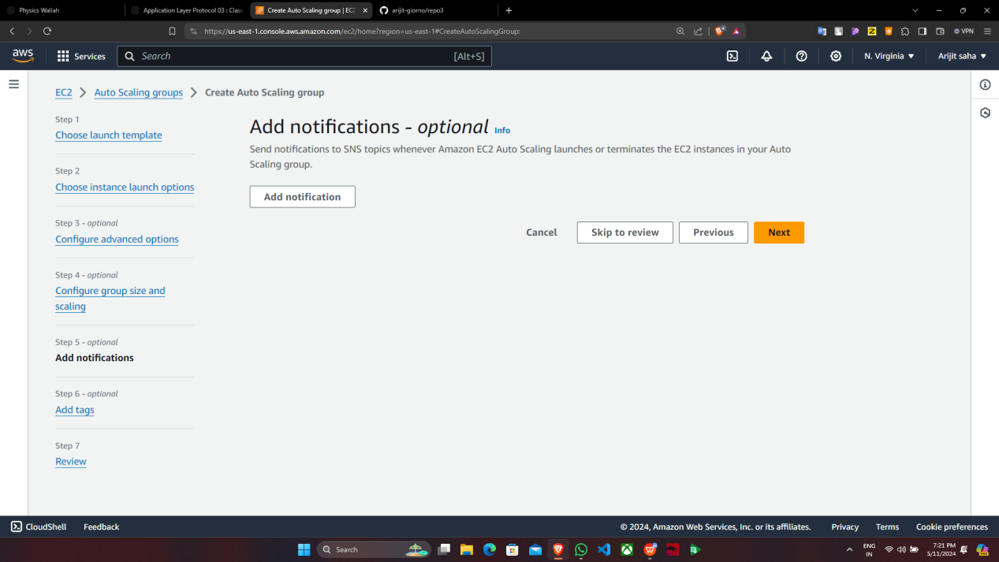 Physics Wallah
Application Layer Protocol 03 : Class
Create Auto Scaling group | EC2
arijit-giorno/repo3
https://us-east-1.console.aws.amazon.com/ec2/home?region=us-east-1#CreateAutoScalingGroup:
VPN
aws
Services
Search
[Alt+S]
N. Virginia
Arijit saha
EC2
Auto Scaling groups
Create Auto Scaling group
Step 1
Choose launch template
Step 2
Choose instance launch options
Step 3 - optional
Configure advanced options
Step 4 - optional
Configure group size and
scaling
Step 5 - optional
Add notifications
Step 6 - optional
Add tags
Step 7
Review
Add notifications - optional Info
Send notifications to SNS topics whenever Amazon EC2 Auto Scaling launches or terminates the EC2 instances in your Auto
Scaling group.
Add notification
Cancel
Skip to review
Previous
Next
CloudShell
Feedback
© 2024, Amazon Web Services, Inc. or its affiliates.
Privacy
Terms
Cookie preferences
Search
ENG
IN
7:21 PM
5/11/2024